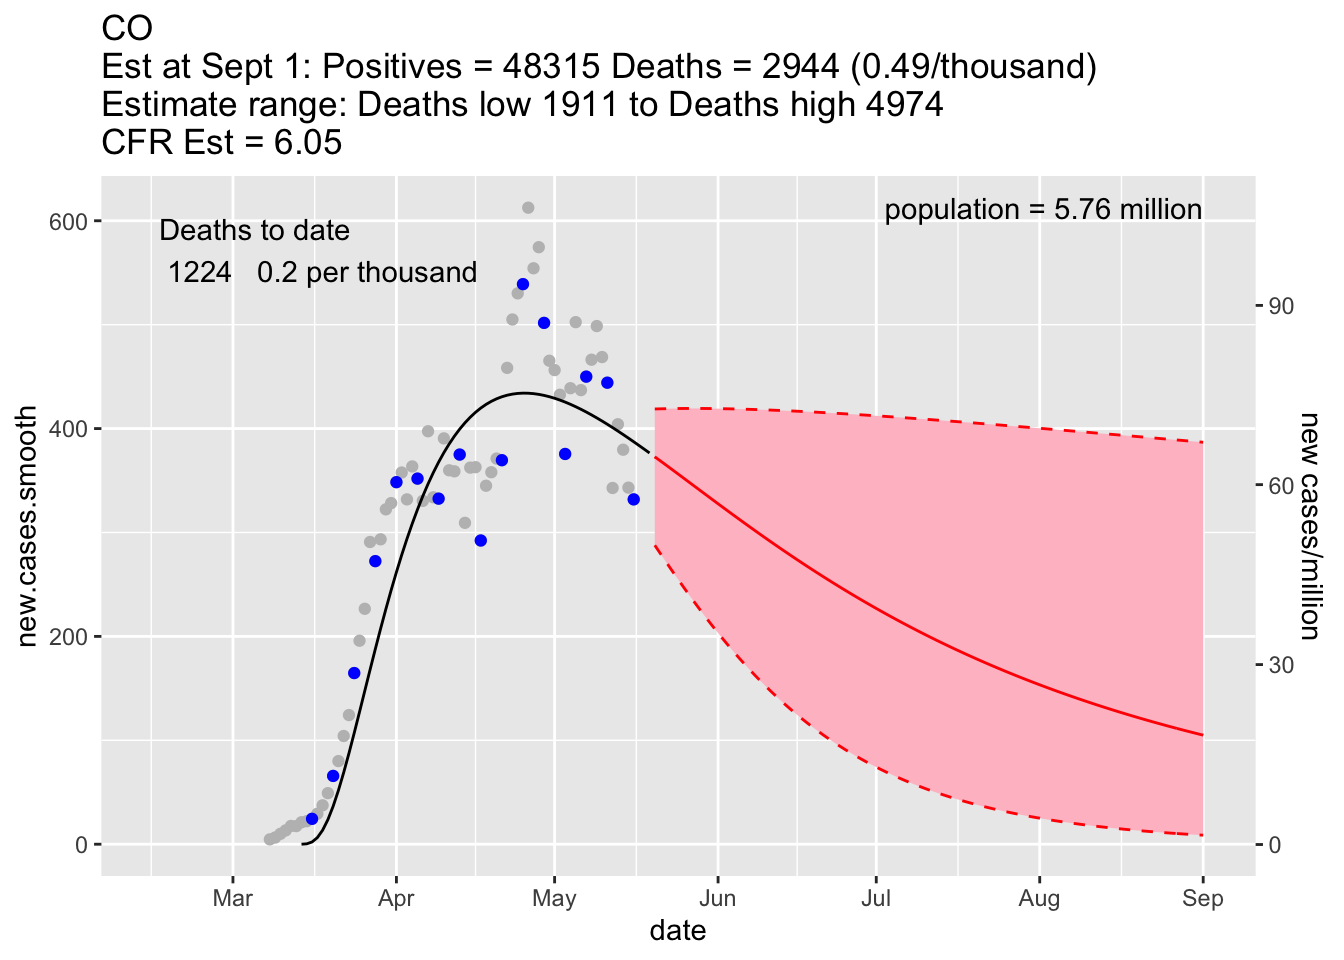 CO
Est at Sept 1: Positives = 48315 Deaths = 2944 (0.49/thousand)
Estimate range: Deaths low 1911 to Deaths high 4974
CFR Est = 6.05
population = 5.76 million
Deaths to date
1224 0.2 per thousand
600
400
200
0
new.cases.smooth
90
60
30
0
new cases/million
Mar Apr May Jun Jul Aug Sep
date